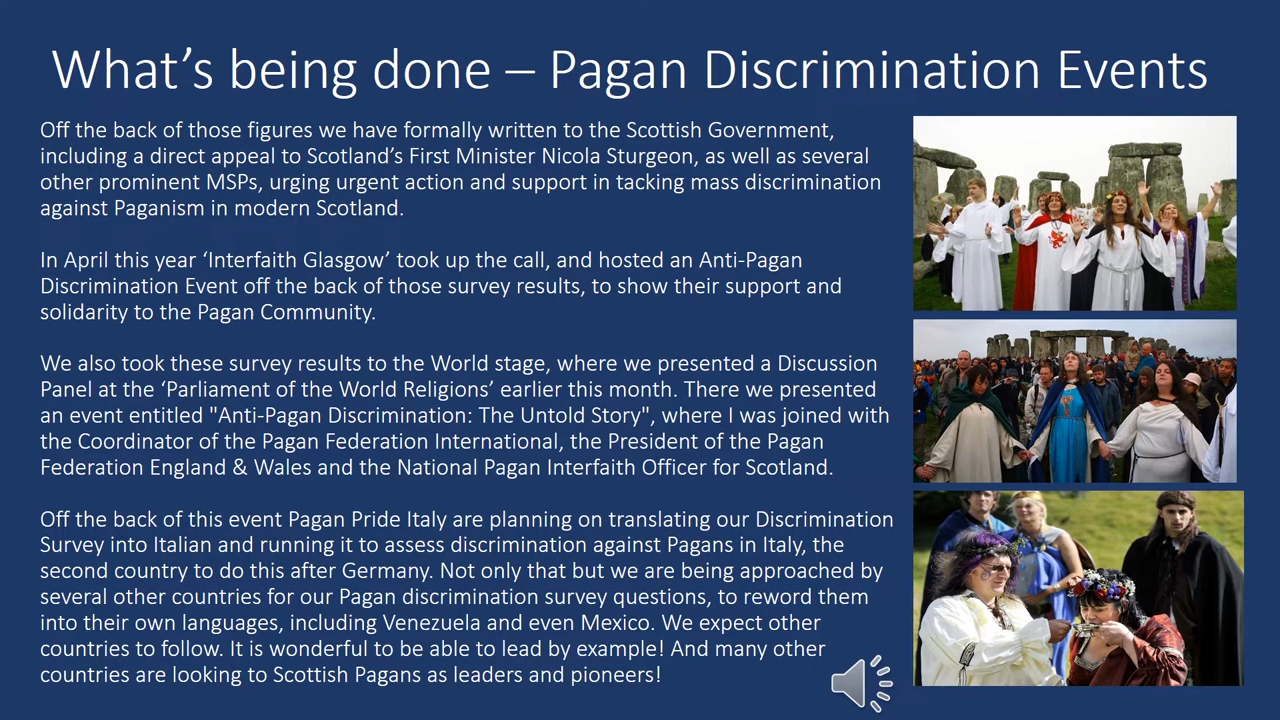 What's being done – Pagan Discrimination Events
Off the back of those figures we have formally written to the Scottish Government,
including a direct appeal to Scotland's First Minister Nicola Sturgeon, as well as several
other prominent MSPs, urging urgent action and support in tacking mass discrimination
against Paganism in modern Scotland.
In April this year 'Interfaith Glasgow' took up the call, and hosted an Anti-Pagan
Discrimination Event off the back of those survey results, to show their support and
solidarity to the Pagan Community.
We also took these survey results to the World stage, where we presented a Discussion
Panel at the 'Parliament of the World Religions' earlier this month. There we presented
an event entitled "Anti-Pagan Discrimination: The Untold Story", where I was joined with
the Coordinator of the Pagan Federation International, the President of the Pagan
Federation England & Wales and the National Pagan Interfaith Officer for Scotland.
Off the back of this event Pagan Pride Italy are planning on translating our Discrimination
Survey into Italian and running it to assess discrimination against Pagans in Italy, the
second country to do this after Germany. Not only that but we are being approached by
several other countries for our Pagan discrimination survey questions, to reword them
into their own languages, including Venezuela and even Mexico. We expect other
countries to follow. It is wonderful to be able to lead by example! And many other
countries are looking to Scottish Pagans as leaders and pioneers!